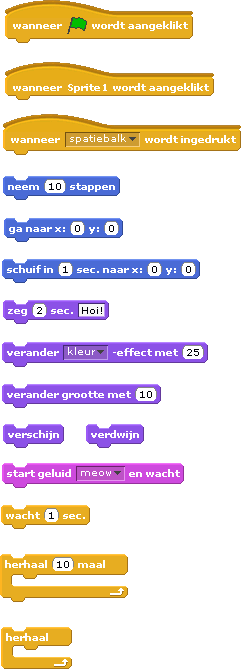 wanneer wordt aangeklikt
wanneer Sprite1 wordt aangeklikt
wanneer spatiebalk wordt ingedrukt
neem 10 stappen
ga naar x: 0 y: 0
schuif in 1 sec. naar x: 0 y: 0
zeg 2 sec. Hoi!
verander kleur -effect met 25
verander grootte met 10
verschijn verdwijn
start geluid meow en wacht
wacht 1 sec.
herhaal 10 maal
herhaal